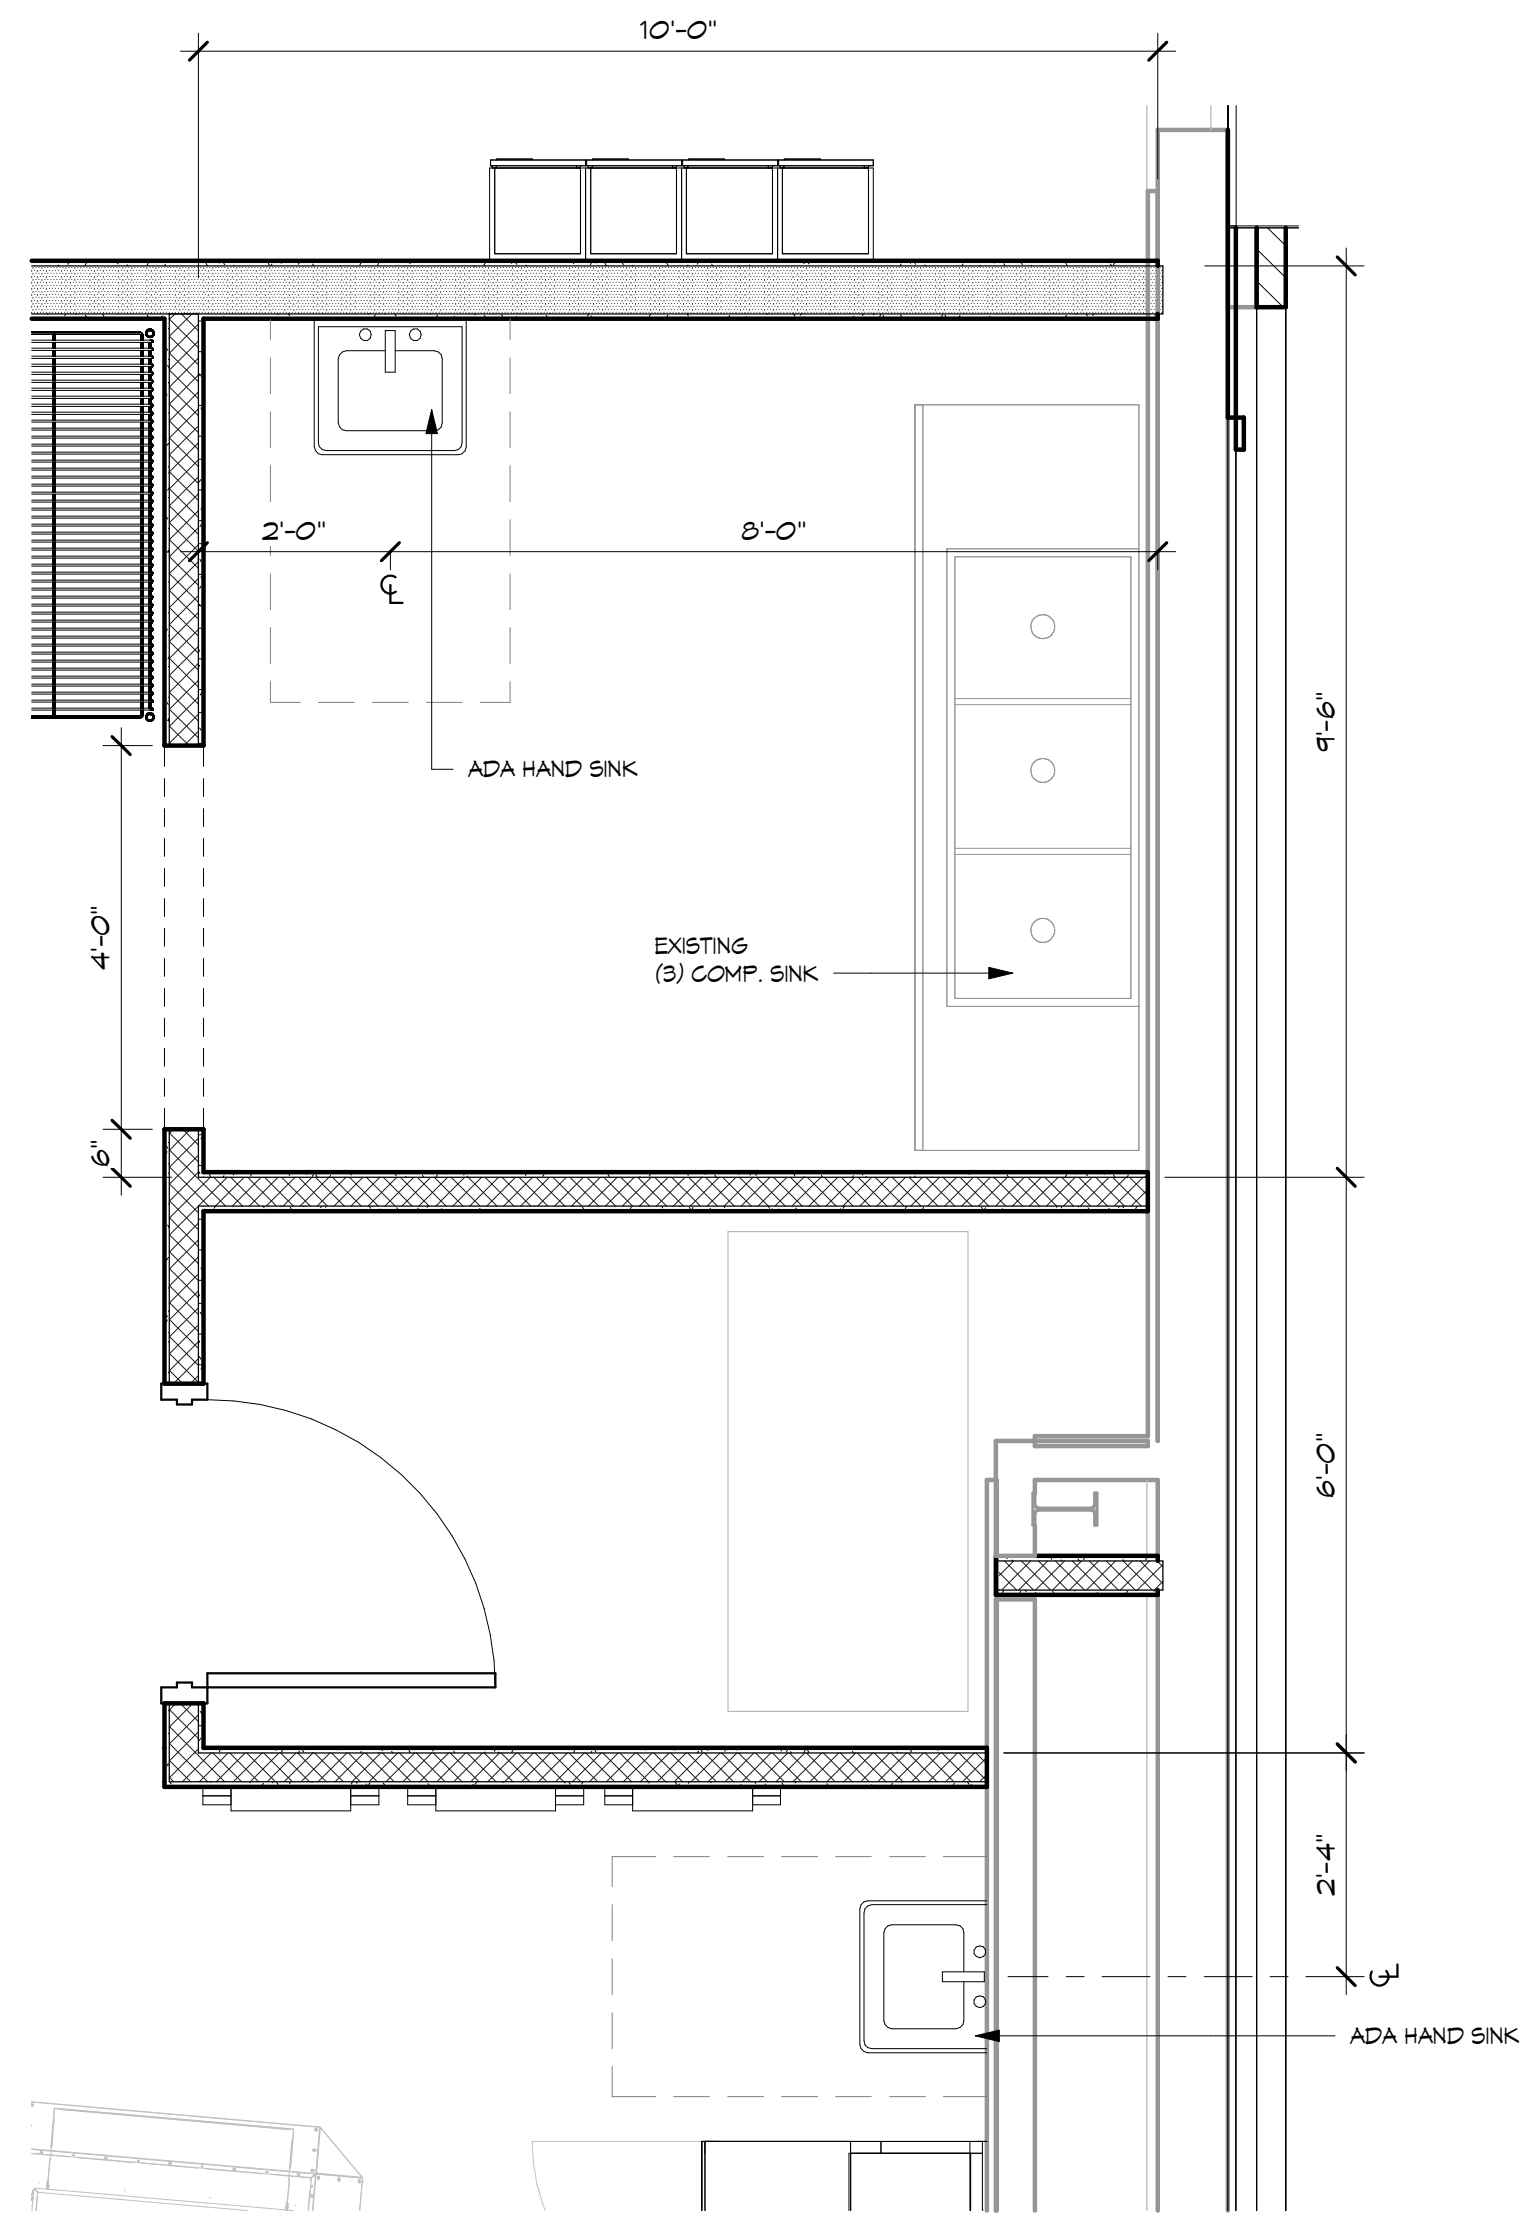 10'-0"
2'-0"
8'-0"
℄
9'-6"
ADA HAND SINK
4'-0"
EXISTING
(3) COMP. SINK
6"
6'-0"
2'-4"
℄
ADA HAND SINK